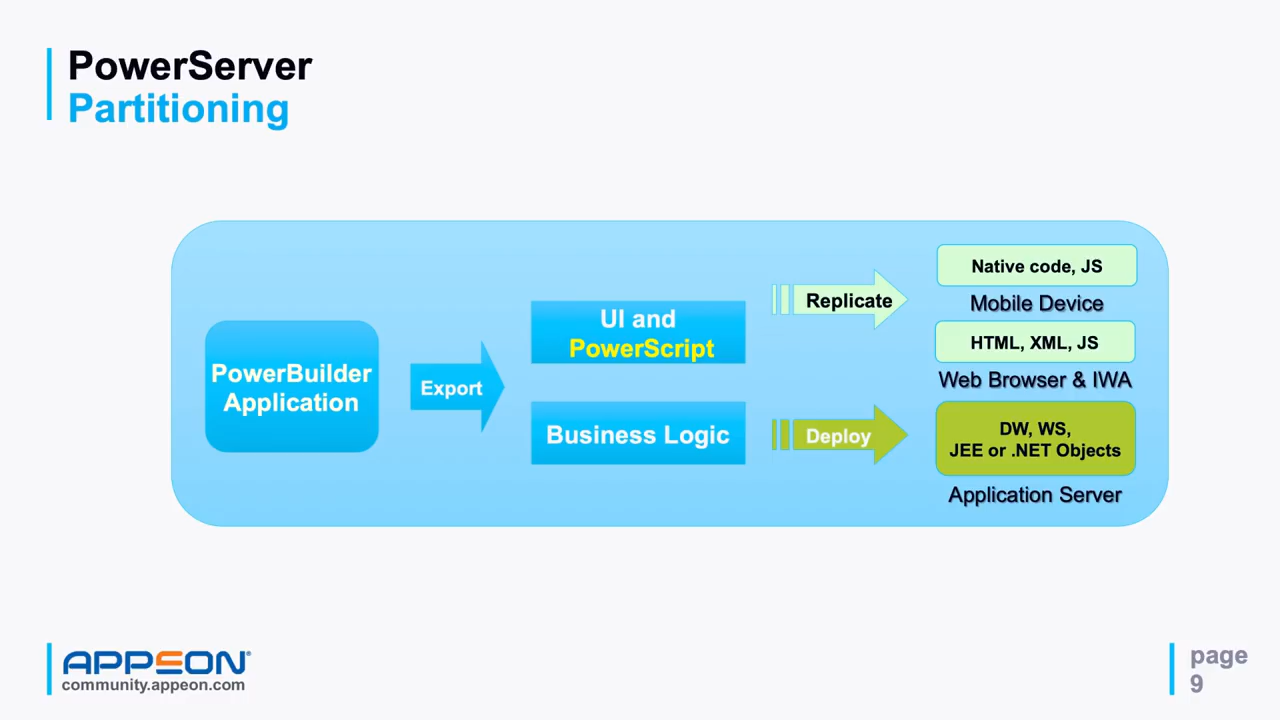 PowerServer
Partitioning
PowerBuilder
Application
Export
UI and
PowerScript
Business Logic
Replicate
Deploy
Native code, JS
Mobile Device
HTML, XML, JS
Web Browser & IWA
DW, WS,
JEE or .NET Objects
Application Server
APPEON®
community.appeon.com
page
9